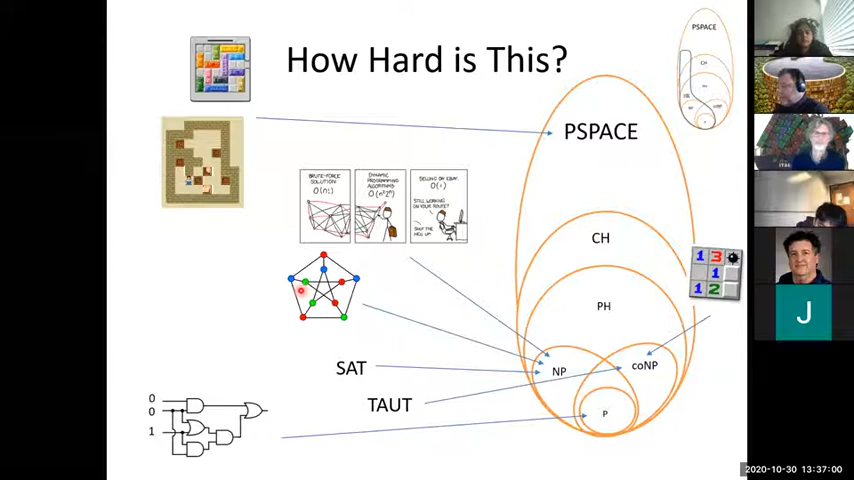 How Hard is This?
PSPACE
CH
PH
NP
coNP
P
BRUTE-FORCE
SOLUTION:
O(n!)
DYNAMIC
PROGRAMMING
ALGORITHMS:
O(n²2ⁿ)
SELLING ON EBAY:
O(1)
STILL WORKING
ON YOUR ROUTE?
SHUT THE
HELL UP.
SAT
TAUT
0
0
1
1 3
1
1 2
PSPACE
CH
J
2020-10-30 13:37:00